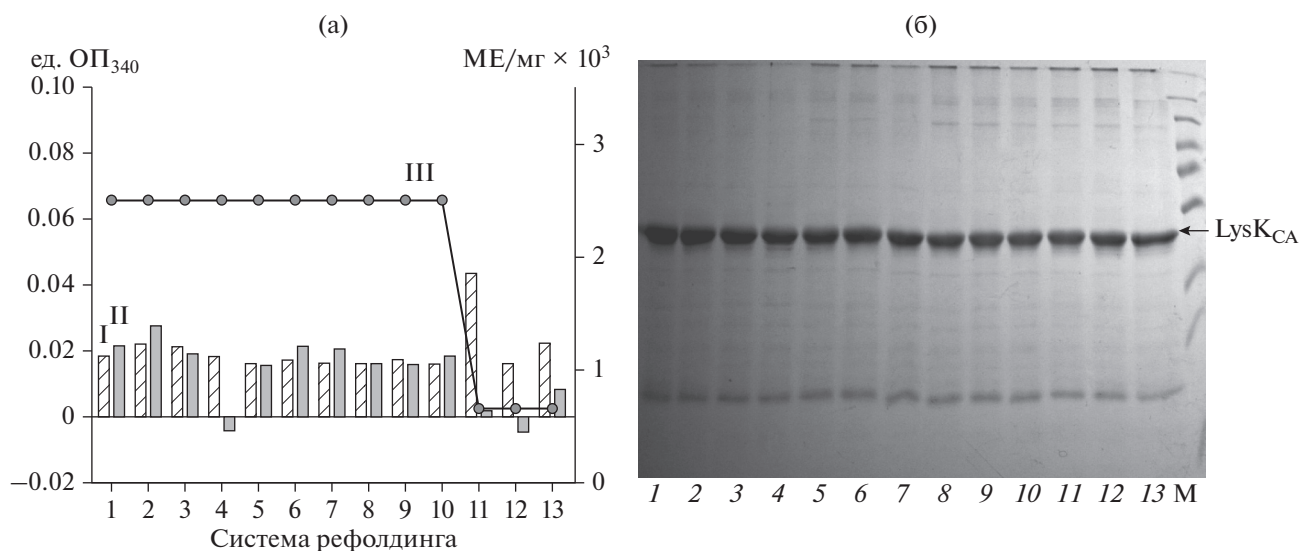 (а)
ед. ОП340
МЕ/мг × 10³
0.10
0.08
0.06
0.04
0.02
0
−0.02
3
2
1
0
I
II
III
1 2 3 4 5 6 7 8 9 10 11 12 13
Система рефолдинга
(б)
LysKCA
1 2 3 4 5 6 7 8 9 10 11 12 13 М